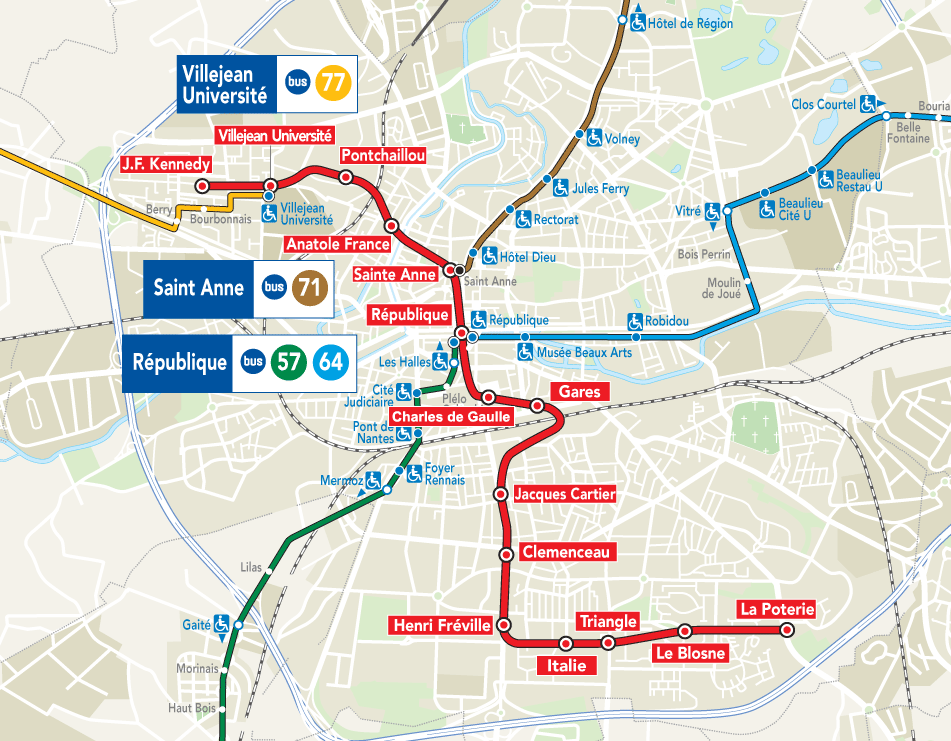 Hôtel de Région
Villejean
Université
bus
77
Clos Courtel
Belle
Fontaine
Villejean Université
Volney
J.F. Kennedy
Pontchaillou
Beaulieu
Restau U
Jules Ferry
Beaulieu
Cité U
Berry
Bourbonnais
Villejean
Université
Rectorat
Vitré
Anatole France
Hôtel Dieu
Bois Perrin
Sainte Anne
Saint Anne
Moulin
de Joué
Saint Anne
bus
71
République
République
Robidou
Musée Beaux Arts
République
bus
57
64
Les Halles
Cité
Judiciaire
Plélo
Gares
Charles de Gaulle
Pont de
Nantes
Foyer
Rennais
Mermoz
Jacques Cartier
Clemenceau
Lilas
La Poterie
Gaité
Henri Fréville
Triangle
Le Blosne
Italie
Morinais
Haut Bois